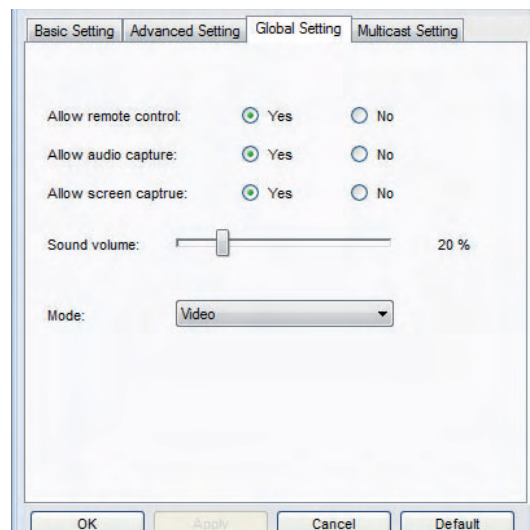 Basic Setting Advanced Setting Global Setting Multicast Setting
Allow remote control: Yes No
Allow audio capture: Yes No
Allow screen captrue: Yes No
Sound volume: 20 %
Mode: Video
OK Apply Cancel Default